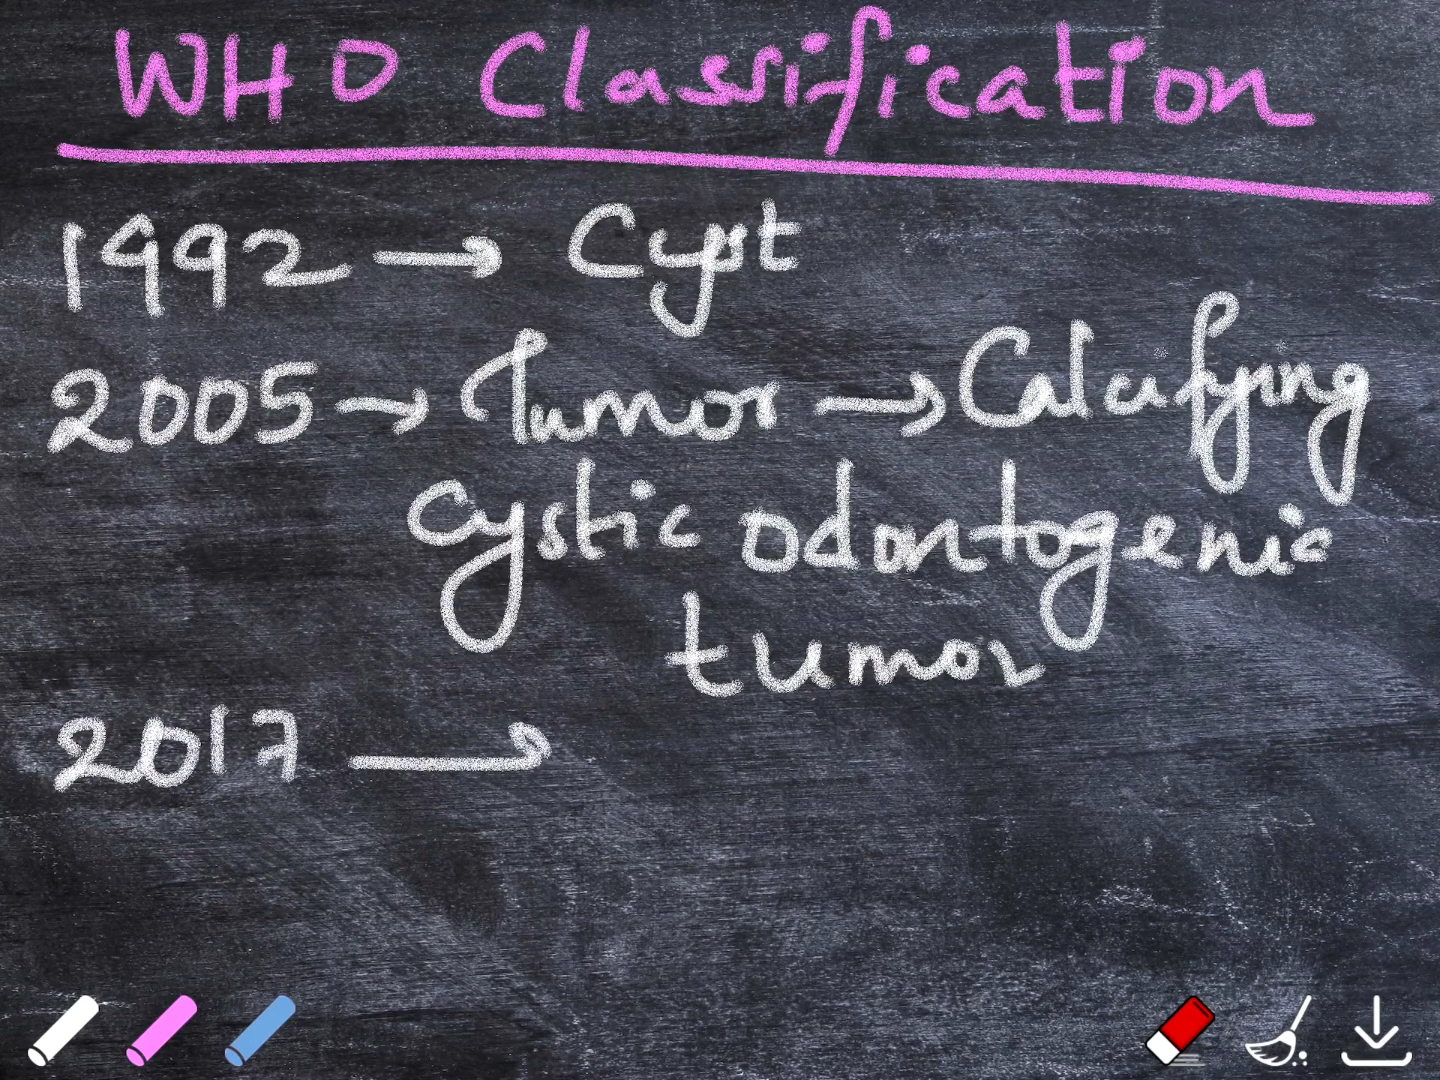 WHO Classification
1992 → Cyst
2005 → Tumor → Calcifying
Cystic odontogenic
tumor
2017 →